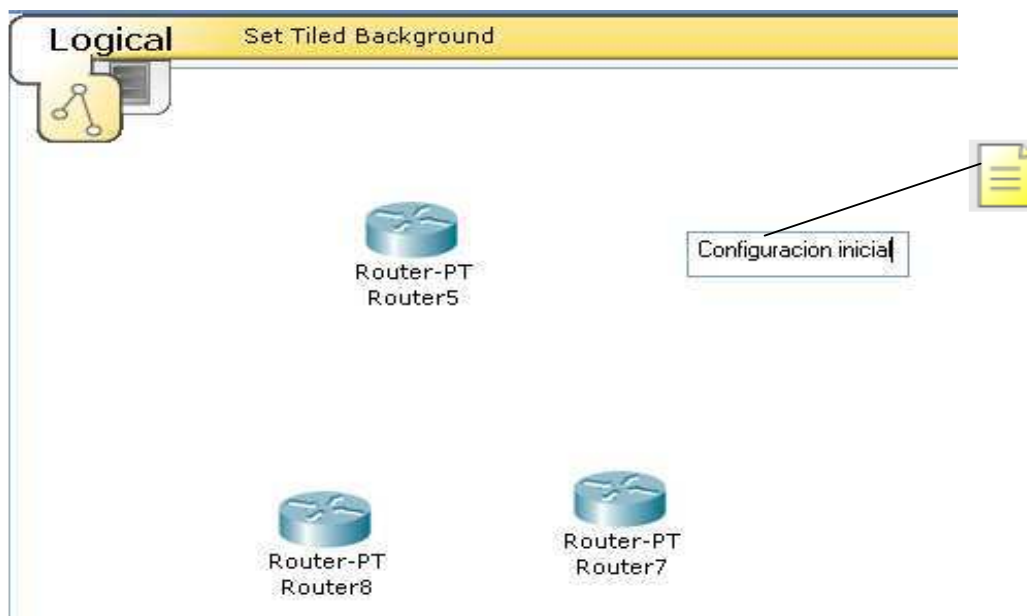 Logical
Set Tiled Background
Configuracion inicial
Router-PT
Router5
Router-PT
Router7
Router-PT
Router8